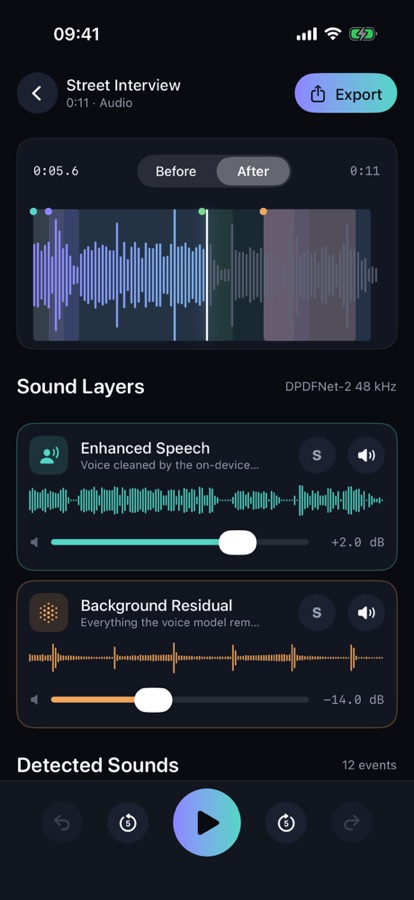 09:41
Street Interview
0:11 · Audio
Export
0:05.6
Before
After
0:11
Sound Layers
DPDFNet-2 48 kHz
Enhanced Speech
Voice cleaned by the on-device...
S
+2.0 dB
Background Residual
Everything the voice model rem...
S
−14.0 dB
Detected Sounds
12 events
5
5